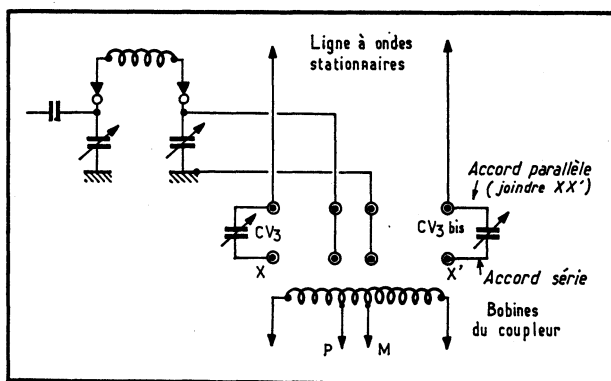 Ligne à ondes
stationnaires
Accord parallèle
(joindre XX')
CV3
CV3 bis
X
X'
Accord série
Bobines
du coupleur
P
M